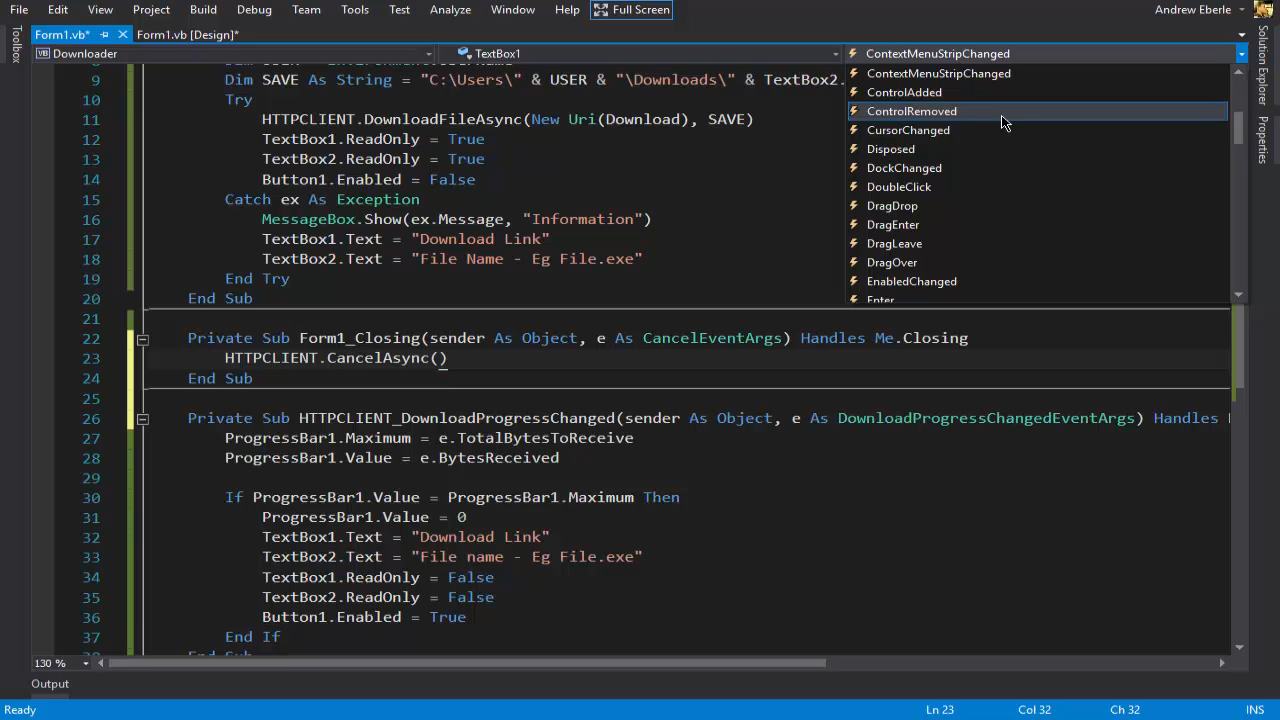 File Edit View Project Build Debug Team Tools Test Analyze Window Help Full Screen Andrew Eberle
Form1.vb* Form1.vb [Design]*
Toolbox
VB Downloader TextBox1 ContextMenuStripChanged
ContextMenuStripChanged
ControlAdded
ControlRemoved
CursorChanged
Disposed
DockChanged
DoubleClick
DragDrop
DragEnter
DragLeave
DragOver
EnabledChanged
Enter
Solution Explorer
Properties
9 Dim SAVE As String = "C:\Users\" & USER & "\Downloads\" & TextBox2.
10 Try
11 HTTPCLIENT.DownloadFileAsync(New Uri(Download), SAVE)
12 TextBox1.ReadOnly = True
13 TextBox2.ReadOnly = True
14 Button1.Enabled = False
15 Catch ex As Exception
16 MessageBox.Show(ex.Message, "Information")
17 TextBox1.Text = "Download Link"
18 TextBox2.Text = "File Name - Eg File.exe"
19 End Try
20 End Sub
21
22 Private Sub Form1_Closing(sender As Object, e As CancelEventArgs) Handles Me.Closing
23 HTTPCLIENT.CancelAsync()
24 End Sub
25
26 Private Sub HTTPCLIENT_DownloadProgressChanged(sender As Object, e As DownloadProgressChangedEventArgs) Handles
27 ProgressBar1.Maximum = e.TotalBytesToReceive
28 ProgressBar1.Value = e.BytesReceived
29
30 If ProgressBar1.Value = ProgressBar1.Maximum Then
31 ProgressBar1.Value = 0
32 TextBox1.Text = "Download Link"
33 TextBox2.Text = "File name - Eg File.exe"
34 TextBox1.ReadOnly = False
35 TextBox2.ReadOnly = False
36 Button1.Enabled = True
37 End If
130 %
Output
Ready Ln 23 Col 32 Ch 32 INS